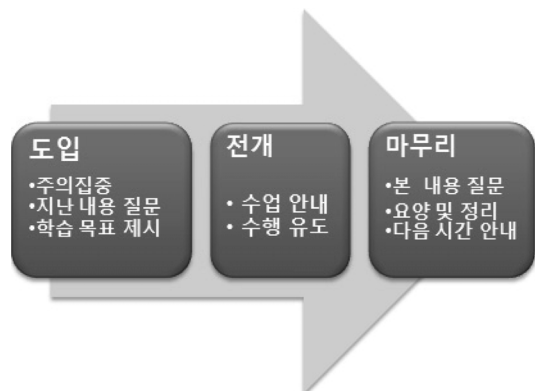 도입
•주의집중
•지난 내용 질문
•학습 목표 제시
전개
• 수업 안내
• 수행 유도
마무리
•본 내용 질문
•요양 및 정리
•다음 시간 안내